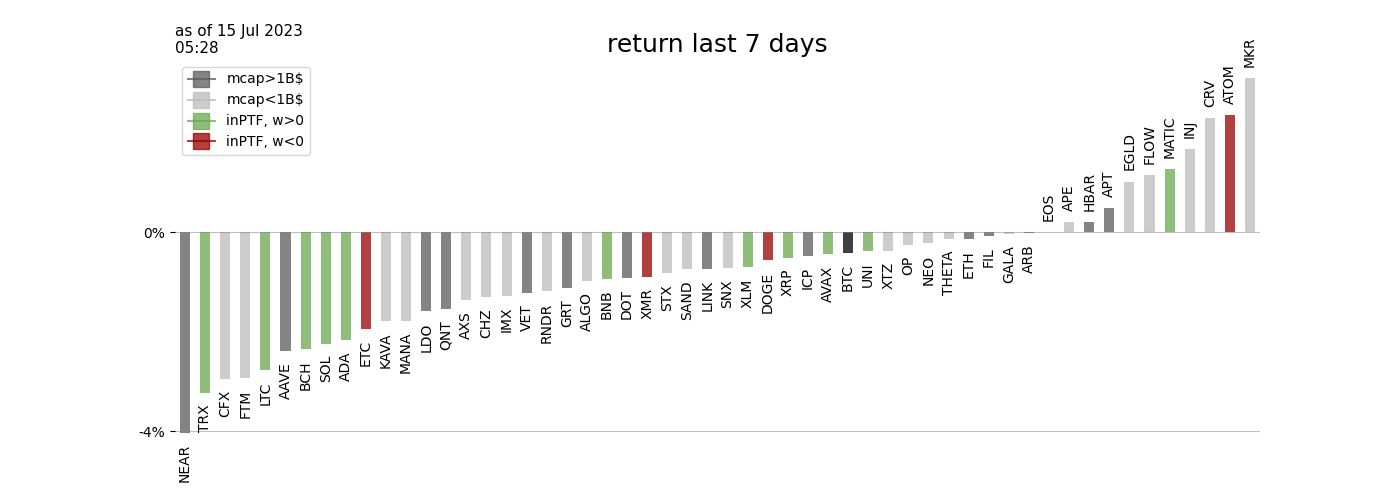 as of 15 Jul 2023
05:28
return last 7 days
mcap>1B$
mcap<1B$
inPTF, w>0
inPTF, w<0
0%
-4%
NEAR
TRX
CFX
FTM
LTC
AAVE
BCH
SOL
ADA
ETC
KAVA
MANA
LDO
QNT
AXS
CHZ
IMX
VET
RNDR
GRT
ALGO
BNB
DOT
XMR
STX
SAND
LINK
SNX
XLM
DOGE
XRP
ICP
AVAX
BTC
UNI
XTZ
OP
NEO
THETA
ETH
FIL
GALA
ARB
EOS
APE
HBAR
APT
EGLD
FLOW
MATIC
INJ
CRV
ATOM
MKR